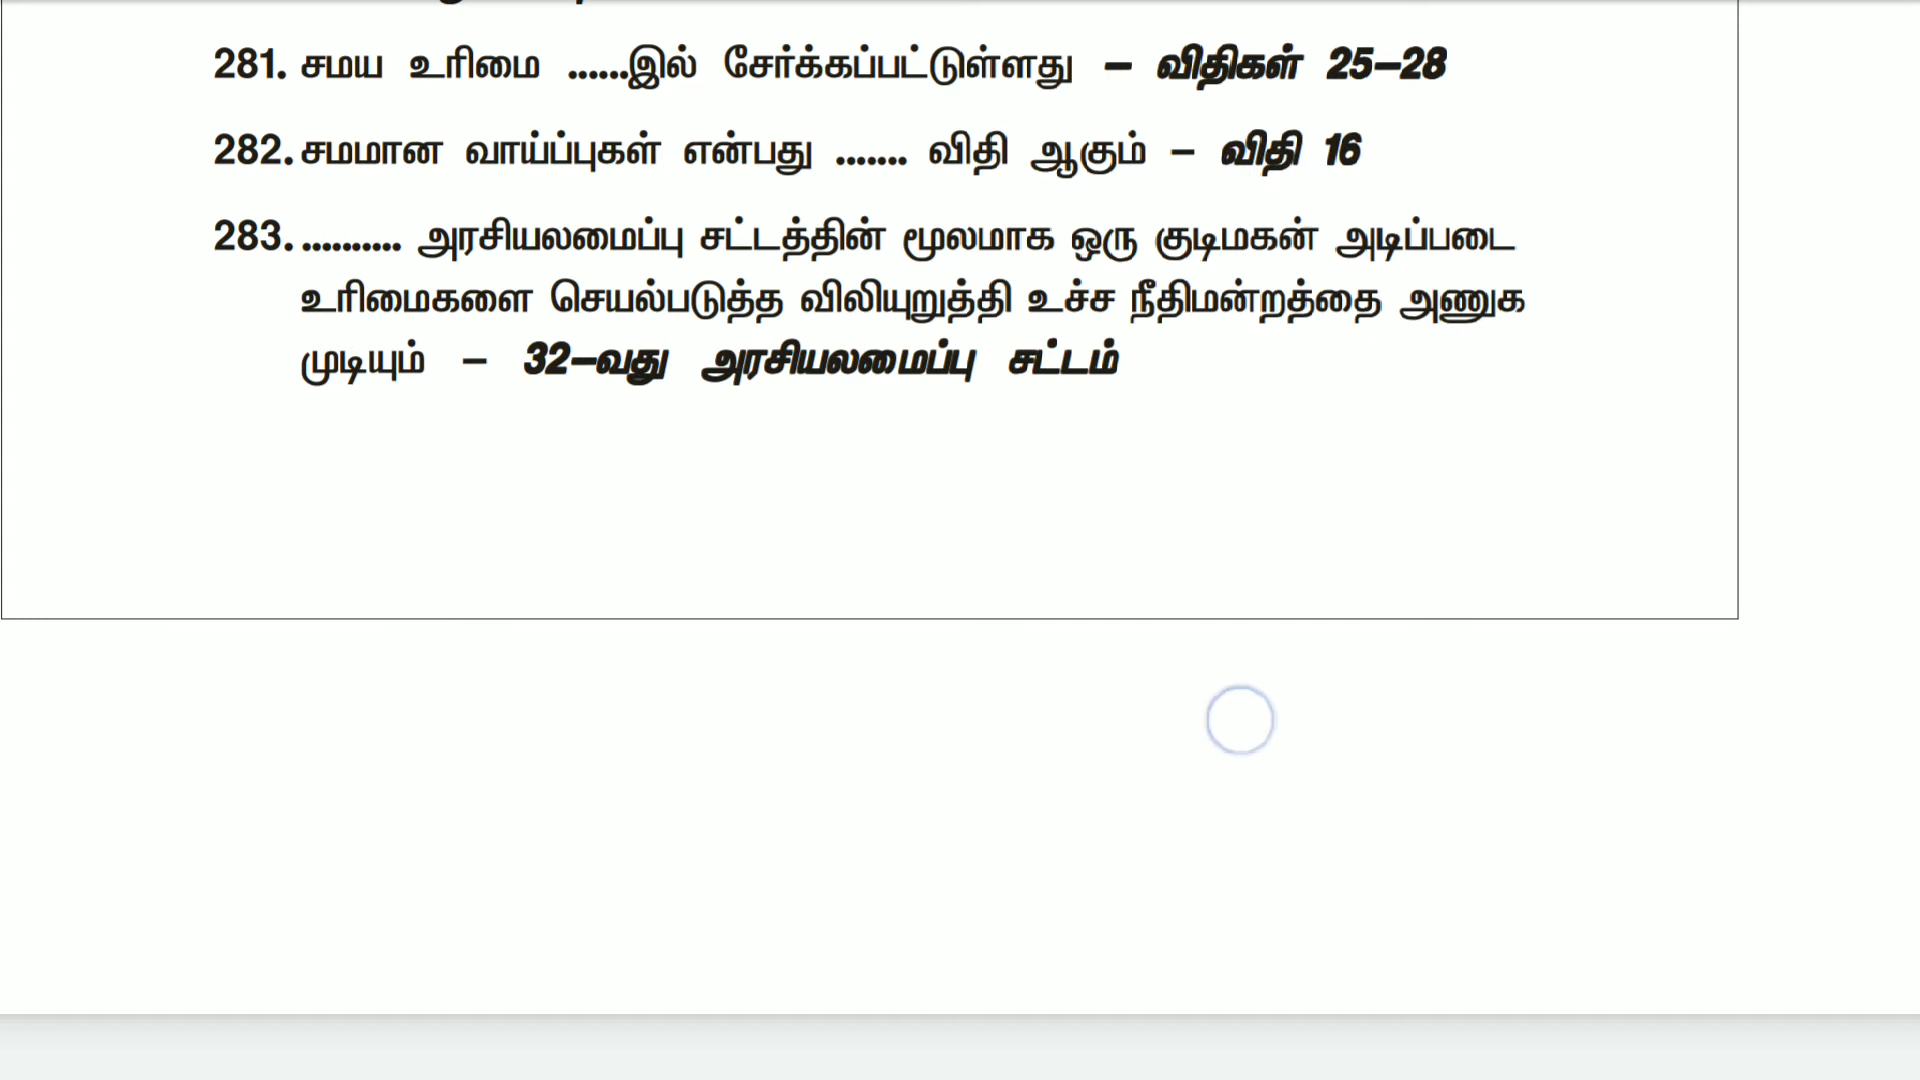 281. சமய உரிமை ......இல் சேர்க்கப்பட்டுள்ளது – விதிகள் 25–28
282. சமமான வாய்ப்புகள் என்பது ....... விதி ஆகும் – விதி 16
283. .......... அரசியலமைப்பு சட்டத்தின் மூலமாக ஒரு குடிமகன் அடிப்படை
உரிமைகளை செயல்படுத்த விலியுறுத்தி உச்ச நீதிமன்றத்தை அணுக
முடியும் – 32–வது அரசியலமைப்பு சட்டம்